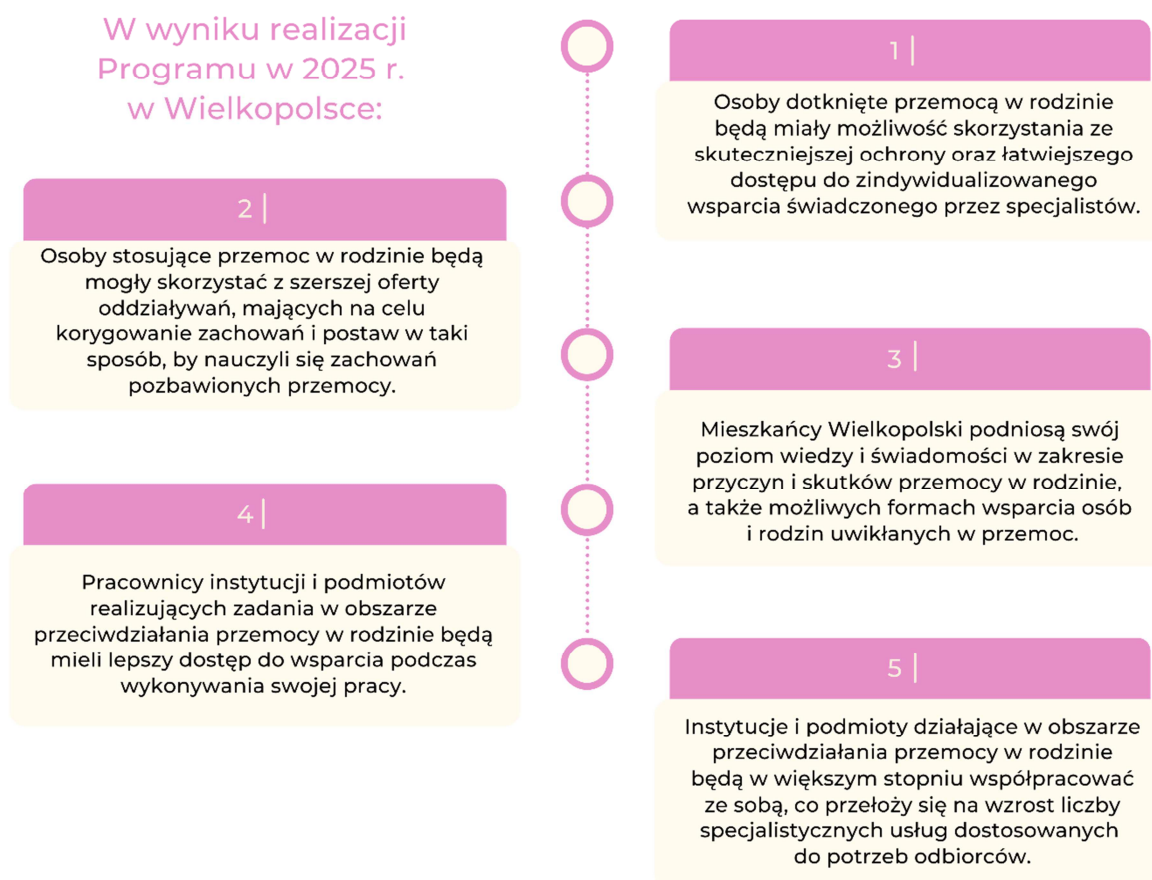 W wyniku realizacji
Programu w 2025 r.
w Wielkopolsce:
1 |
Osoby dotknięte przemocą w rodzinie
będą miały możliwość skorzystania ze
skuteczniejszej ochrony oraz łatwiejszego
dostępu do zindywidualizowanego
wsparcia świadczonego przez specjalistów.
2 |
Osoby stosujące przemoc w rodzinie będą
mogły skorzystać z szerszej oferty
oddziaływań, mających na celu
korygowanie zachowań i postaw w taki
sposób, by nauczyli się zachowań
pozbawionych przemocy.
3 |
Mieszkańcy Wielkopolski podniosą swój
poziom wiedzy i świadomości w zakresie
przyczyn i skutków przemocy w rodzinie,
a także możliwych formach wsparcia osób
i rodzin uwikłanych w przemoc.
4 |
Pracownicy instytucji i podmiotów
realizujących zadania w obszarze
przeciwdziałania przemocy w rodzinie będą
mieli lepszy dostęp do wsparcia podczas
wykonywania swojej pracy.
5 |
Instytucje i podmioty działające w obszarze
przeciwdziałania przemocy w rodzinie
będą w większym stopniu współpracować
ze sobą, co przełoży się na wzrost liczby
specjalistycznych usług dostosowanych
do potrzeb odbiorców.